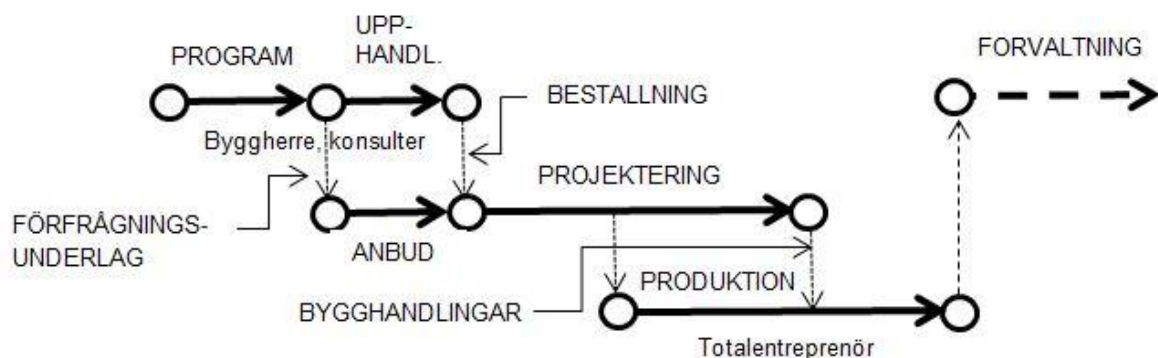 UPP-
HANDL.
PROGRAM
FORVALTNING
BESTALLNING
Byggherre, konsulter
PROJEKTERING
FÖRFRÅGNINGS-
UNDERLAG
ANBUD
PRODUKTION
BYGGHANDLINGAR
Totalentreprenör